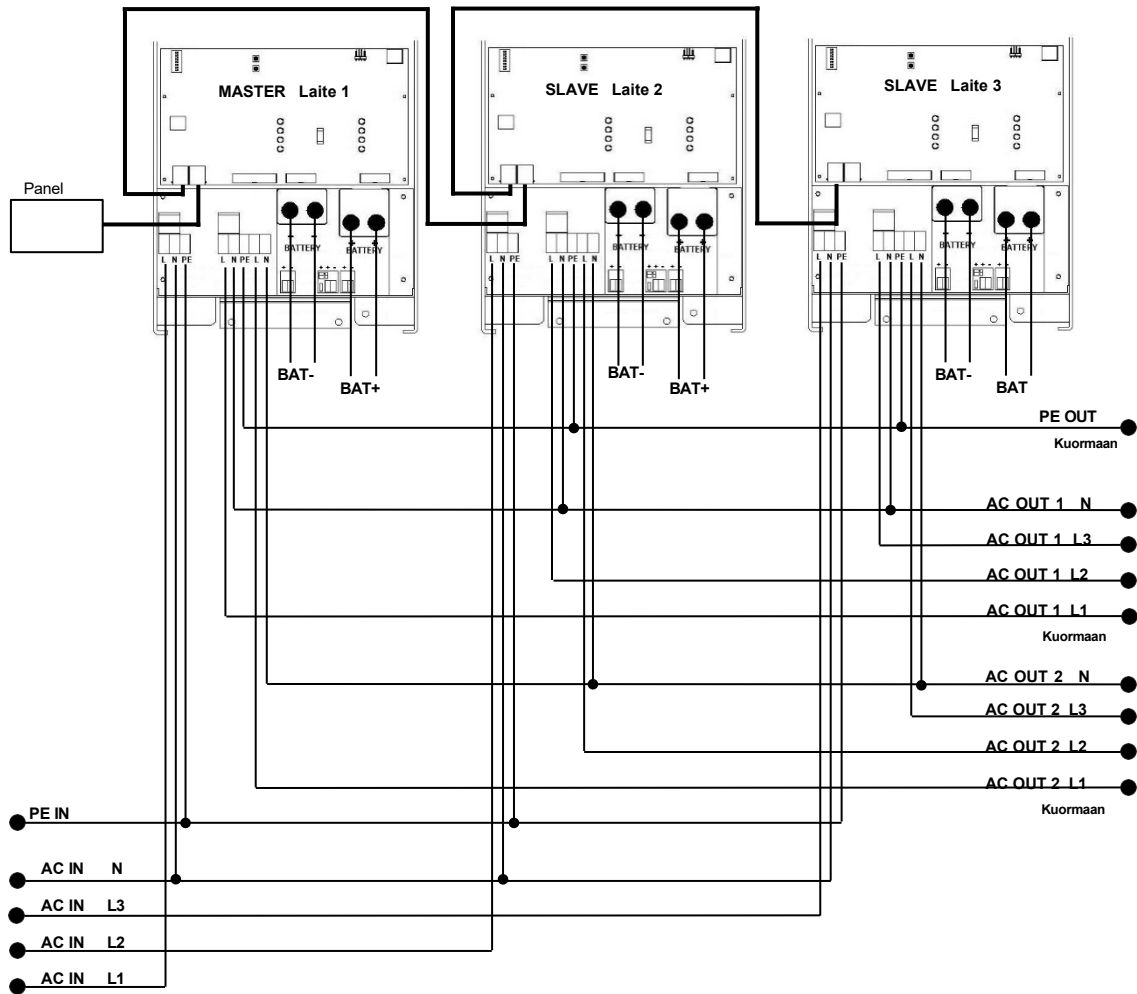 MASTER Laite 1
SLAVE Laite 2
SLAVE Laite 3
Panel
BATTERY
BATTERY
BATTERY
BATTERY
BATTERY
BATTERY
L N PE
L N PE L N
L N PE
L N PE L N
L N PE
L N PE L N
BAT-
BAT+
BAT-
BAT+
BAT-
BAT
PE OUT
Kuormaan
AC OUT 1 N
AC OUT 1 L3
AC OUT 1 L2
AC OUT 1 L1
Kuormaan
AC OUT 2 N
AC OUT 2 L3
AC OUT 2 L2
AC OUT 2 L1
Kuormaan
PE IN
AC IN N
AC IN L3
AC IN L2
AC IN L1